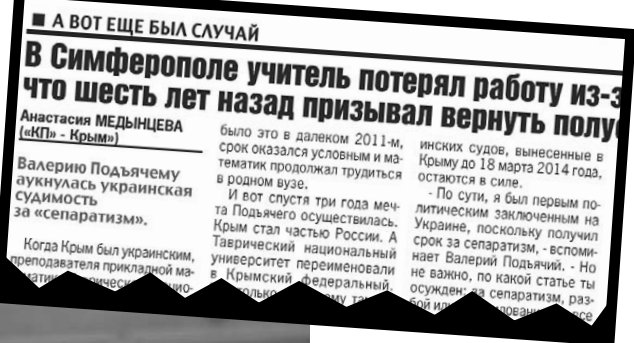 А ВОТ ЕЩЕ БЫЛ СЛУЧАЙ
В Симферополе учитель потерял работу из-з
что шесть лет назад призывал вернуть полу
Анастасия МЕДЫНЦЕВА
(«КП» - Крым»)
Валерию Подъячему
аукнулась украинская
судимость
за «сепаратизм».
Когда Крым был украинским,
преподавателя прикладной ма-
было это в далеком 2011-м,
срок оказался условным и ма-
тематик продолжал трудиться
в родном вузе.
И вот спустя три года меч-
та Подъячего осуществилась.
Крым стал частью России. А
Таврический национальный
университет переименовали
в Крымский федеральный.
инских судов, вынесенные в
Крыму до 18 марта 2014 года,
остаются в силе.
- По сути, я был первым по-
литическим заключенным на
Украине, поскольку получил
срок за сепаратизм, - вспоми-
нает Валерий Подъячий. - Но
не важно, по какой статье ты
осужден: за сепаратизм, раз-
бой или
все